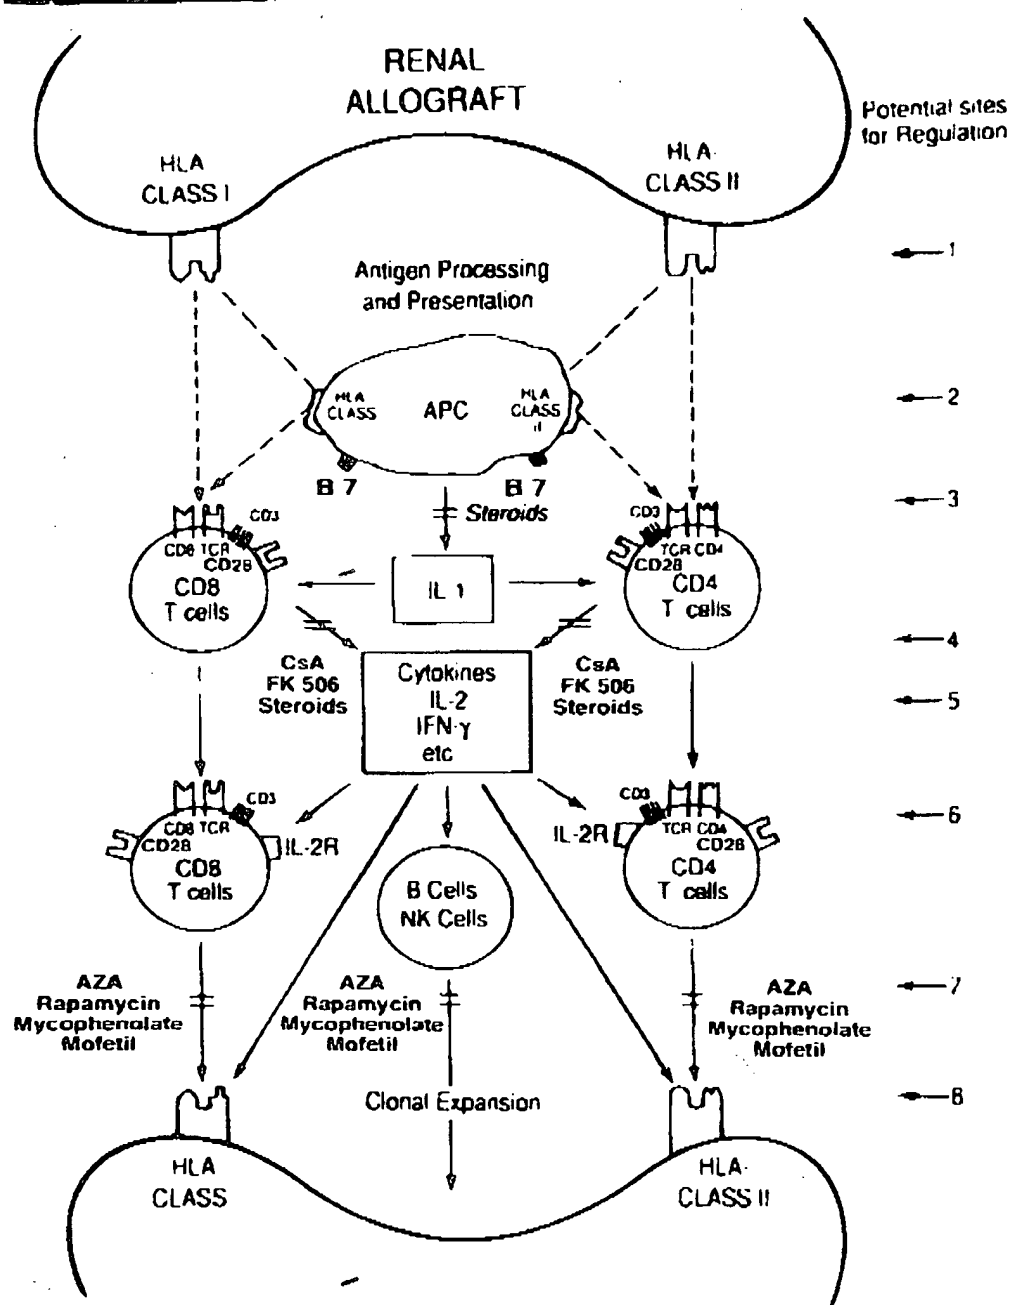 RENAL
ALLOGRAFT
Potential sites
for Regulation
HLA
CLASS I
HLA
CLASS II
1
Antigen Processing
and Presentation
HLA
CLASS
APC
HLA
CLASS
II
2
B 7
B 7
3
Steroids
CD3
CD8 TCR
CD28
CD8
T cells
IL 1
CD3
TCR CD4
CD28
CD4
T cells
4
CsA
FK 506
Steroids
Cytokines
IL-2
IFN-γ
etc
CsA
FK 506
Steroids
5
CD3
CD8 TCR
CD28
CD8
T cells
IL-2R
CD3
IL-2R
TCR CD4
CD28
CD4
T cells
6
B Cells
NK Cells
AZA
Rapamycin
Mycophenolate
Mofetil
AZA
Rapamycin
Mycophenolate
Mofetil
AZA
Rapamycin
Mycophenolate
Mofetil
7
Clonal Expansion
8
HLA
CLASS
HLA-
CLASS II